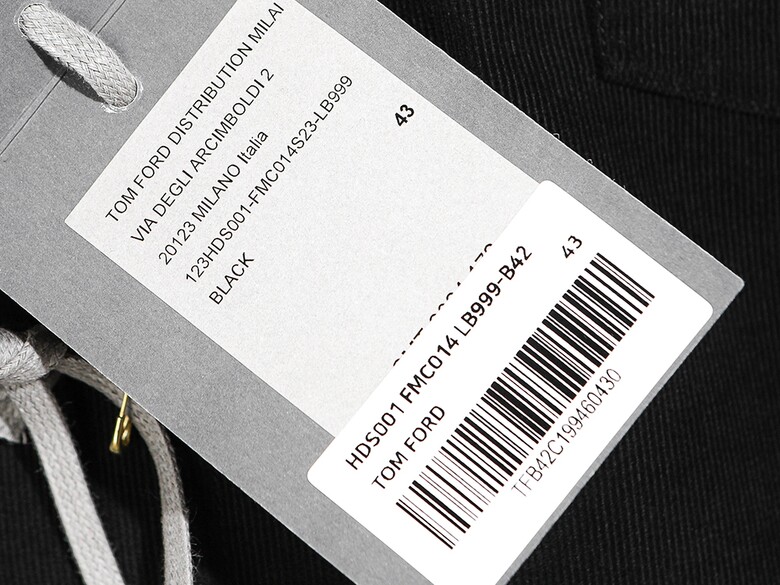 TOM FORD DISTRIBUTION MILAI
VIA DEGLI ARCIMBOLDI 2
20123 MILANO Italia
123HDS001-FMC014S23-LB999
BLACK
43
HDS001 FMC014 LB999-B42
43
TOM FORD
TFB42C199460430